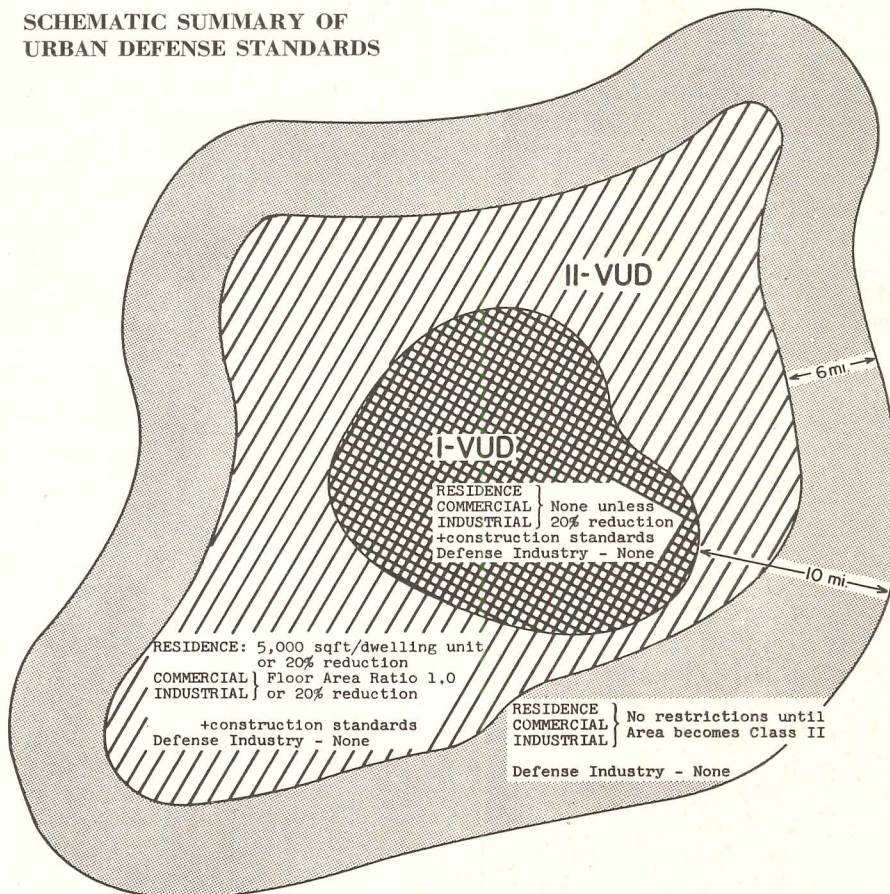 SCHEMATIC SUMMARY OF
URBAN DEFENSE STANDARDS
II-VUD
6 mi.
I-VUD
RESIDENCE
COMMERCIAL } None unless
INDUSTRIAL } 20% reduction
+construction standards
Defense Industry - None
10 mi.
RESIDENCE: 5,000 sqft/dwelling unit
or 20% reduction
COMMERCIAL } Floor Area Ratio 1.0
INDUSTRIAL } or 20% reduction
+construction standards
Defense Industry - None
RESIDENCE
COMMERCIAL } No restrictions until
INDUSTRIAL } Area becomes Class II
Defense Industry - None